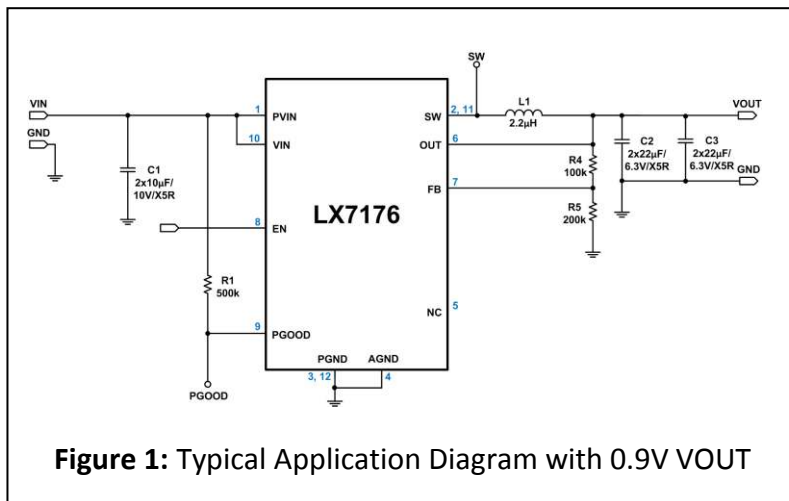 SW
VIN
GND
C1
2x10µF/
10V/X5R
R1
500k
PGOOD
1
10
8
9
PVIN
VIN
EN
PGOOD
LX7176
SW
OUT
FB
NC
PGND
AGND
3, 12
4
2, 11
6
7
5
L1
2.2µH
R4
100k
R5
200k
C2
2x22µF/
6.3V/X5R
C3
2x22µF/
6.3V/X5R
VOUT
GND
Figure 1: Typical Application Diagram with 0.9V VOUT